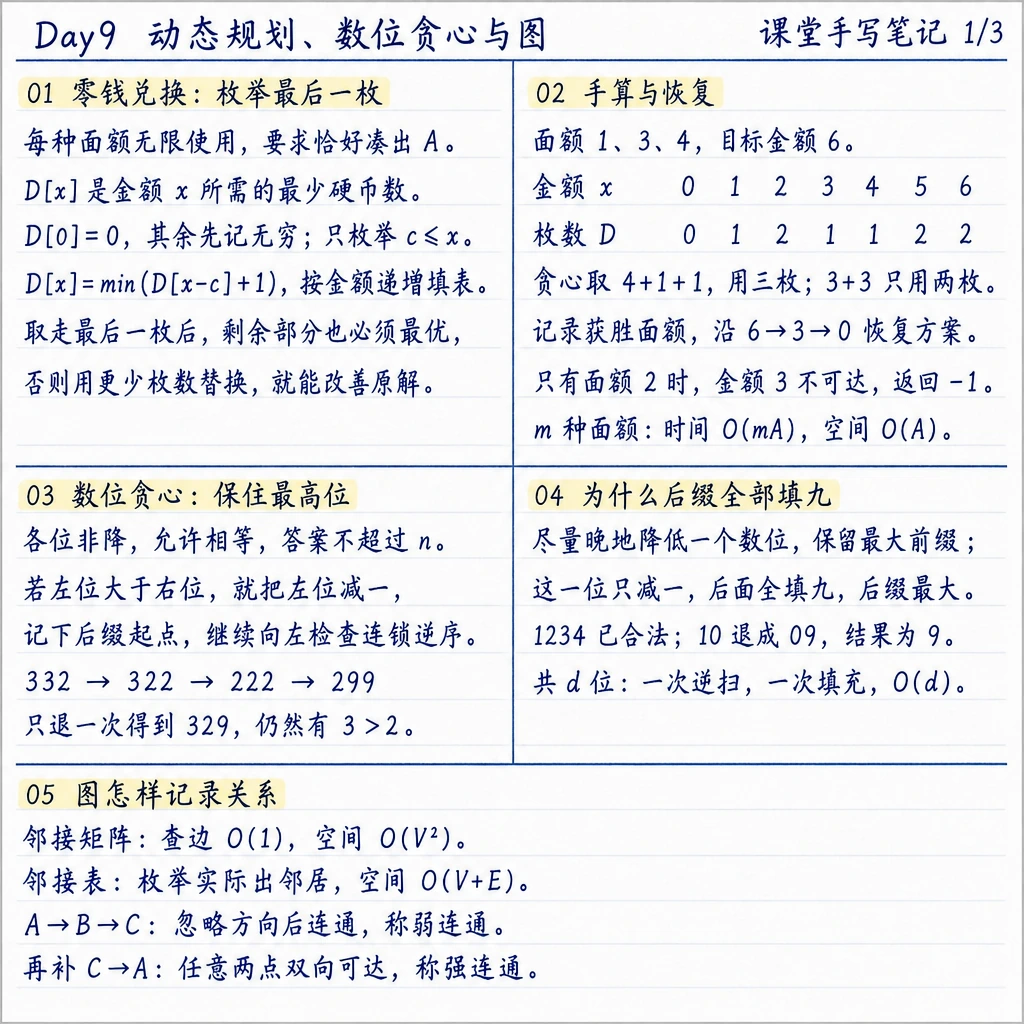 Day9 动态规划、数位贪心与图
课堂手写笔记 1/3
01 零钱兑换：枚举最后一枚
每种面额无限使用，要求恰好凑出 A。
D[x] 是金额 x 所需的最少硬币数。
D[0]=0，其余先记无穷；只枚举 c≤x。
D[x]=min(D[x-c]+1)，按金额递增填表。
取走最后一枚后，剩余部分也必须最优，
否则用更少枚数替换，就能改善原解。
02 手算与恢复
面额 1、3、4，目标金额 6。
金额 x 0 1 2 3 4 5 6
枚数 D 0 1 2 1 1 2 2
贪心取 4+1+1，用三枚；3+3 只用两枚。
记录获胜面额，沿 6→3→0 恢复方案。
只有面额 2 时，金额 3 不可达，返回 -1。
m 种面额：时间 O(mA)，空间 O(A)。
03 数位贪心：保住最高位
各位非降，允许相等，答案不超过 n。
若左位大于右位，就把左位减一，
记下后缀起点，继续向左检查连锁逆序。
332 → 322 → 222 → 299
只退一次得到 329，仍然有 3>2。
04 为什么后缀全部填九
尽量晚地降低一个数位，保留最大前缀；
这一位只减一，后面全填九，后缀最大。
1234 已合法；10 退成 09，结果为 9。
共 d 位：一次逆扫，一次填充，O(d)。
05 图怎样记录关系
邻接矩阵：查边 O(1)，空间 O(V²)。
邻接表：枚举实际出邻居，空间 O(V+E)。
A→B→C：忽略方向后连通，称弱连通。
再补 C→A：任意两点双向可达，称强连通。